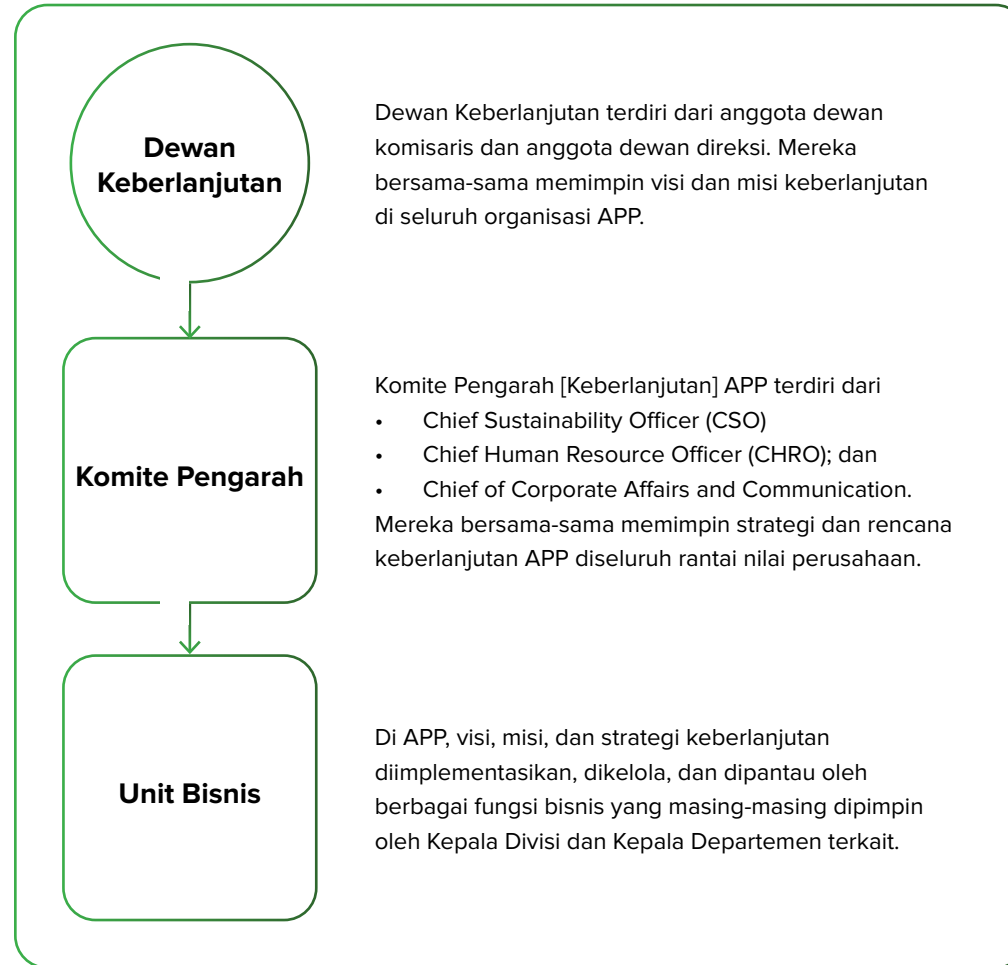 Dewan
Keberlanjutan
Dewan Keberlanjutan terdiri dari anggota dewan
komisaris dan anggota dewan direksi. Mereka
bersama-sama memimpin visi dan misi keberlanjutan
di seluruh organisasi APP.
Komite Pengarah
Komite Pengarah [Keberlanjutan] APP terdiri dari
• Chief Sustainability Officer (CSO)
• Chief Human Resource Officer (CHRO); dan
• Chief of Corporate Affairs and Communication.
Mereka bersama-sama memimpin strategi dan rencana
keberlanjutan APP diseluruh rantai nilai perusahaan.
Unit Bisnis
Di APP, visi, misi, dan strategi keberlanjutan
diimplementasikan, dikelola, dan dipantau oleh
berbagai fungsi bisnis yang masing-masing dipimpin
oleh Kepala Divisi dan Kepala Departemen terkait.